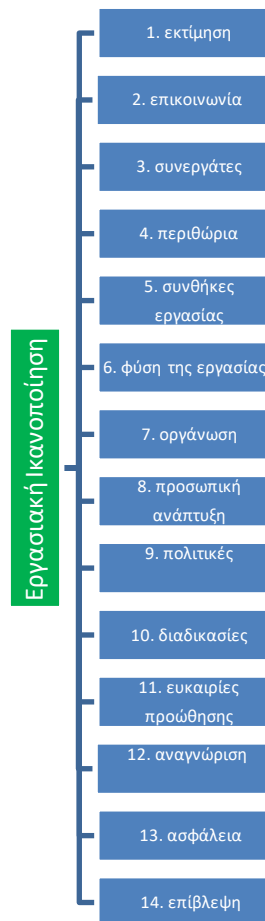 Εργασιακή Ικανοποίηση
1. εκτίμηση
2. επικοινωνία
3. συνεργάτες
4. περιθώρια
5. συνθήκες
εργασίας
6. φύση της εργασίας
7. οργάνωση
8. προσωπική
ανάπτυξη
9. πολιτικές
10. διαδικασίες
11. ευκαιρίες
προώθησης
12. αναγνώριση
13. ασφάλεια
14. επίβλεψη